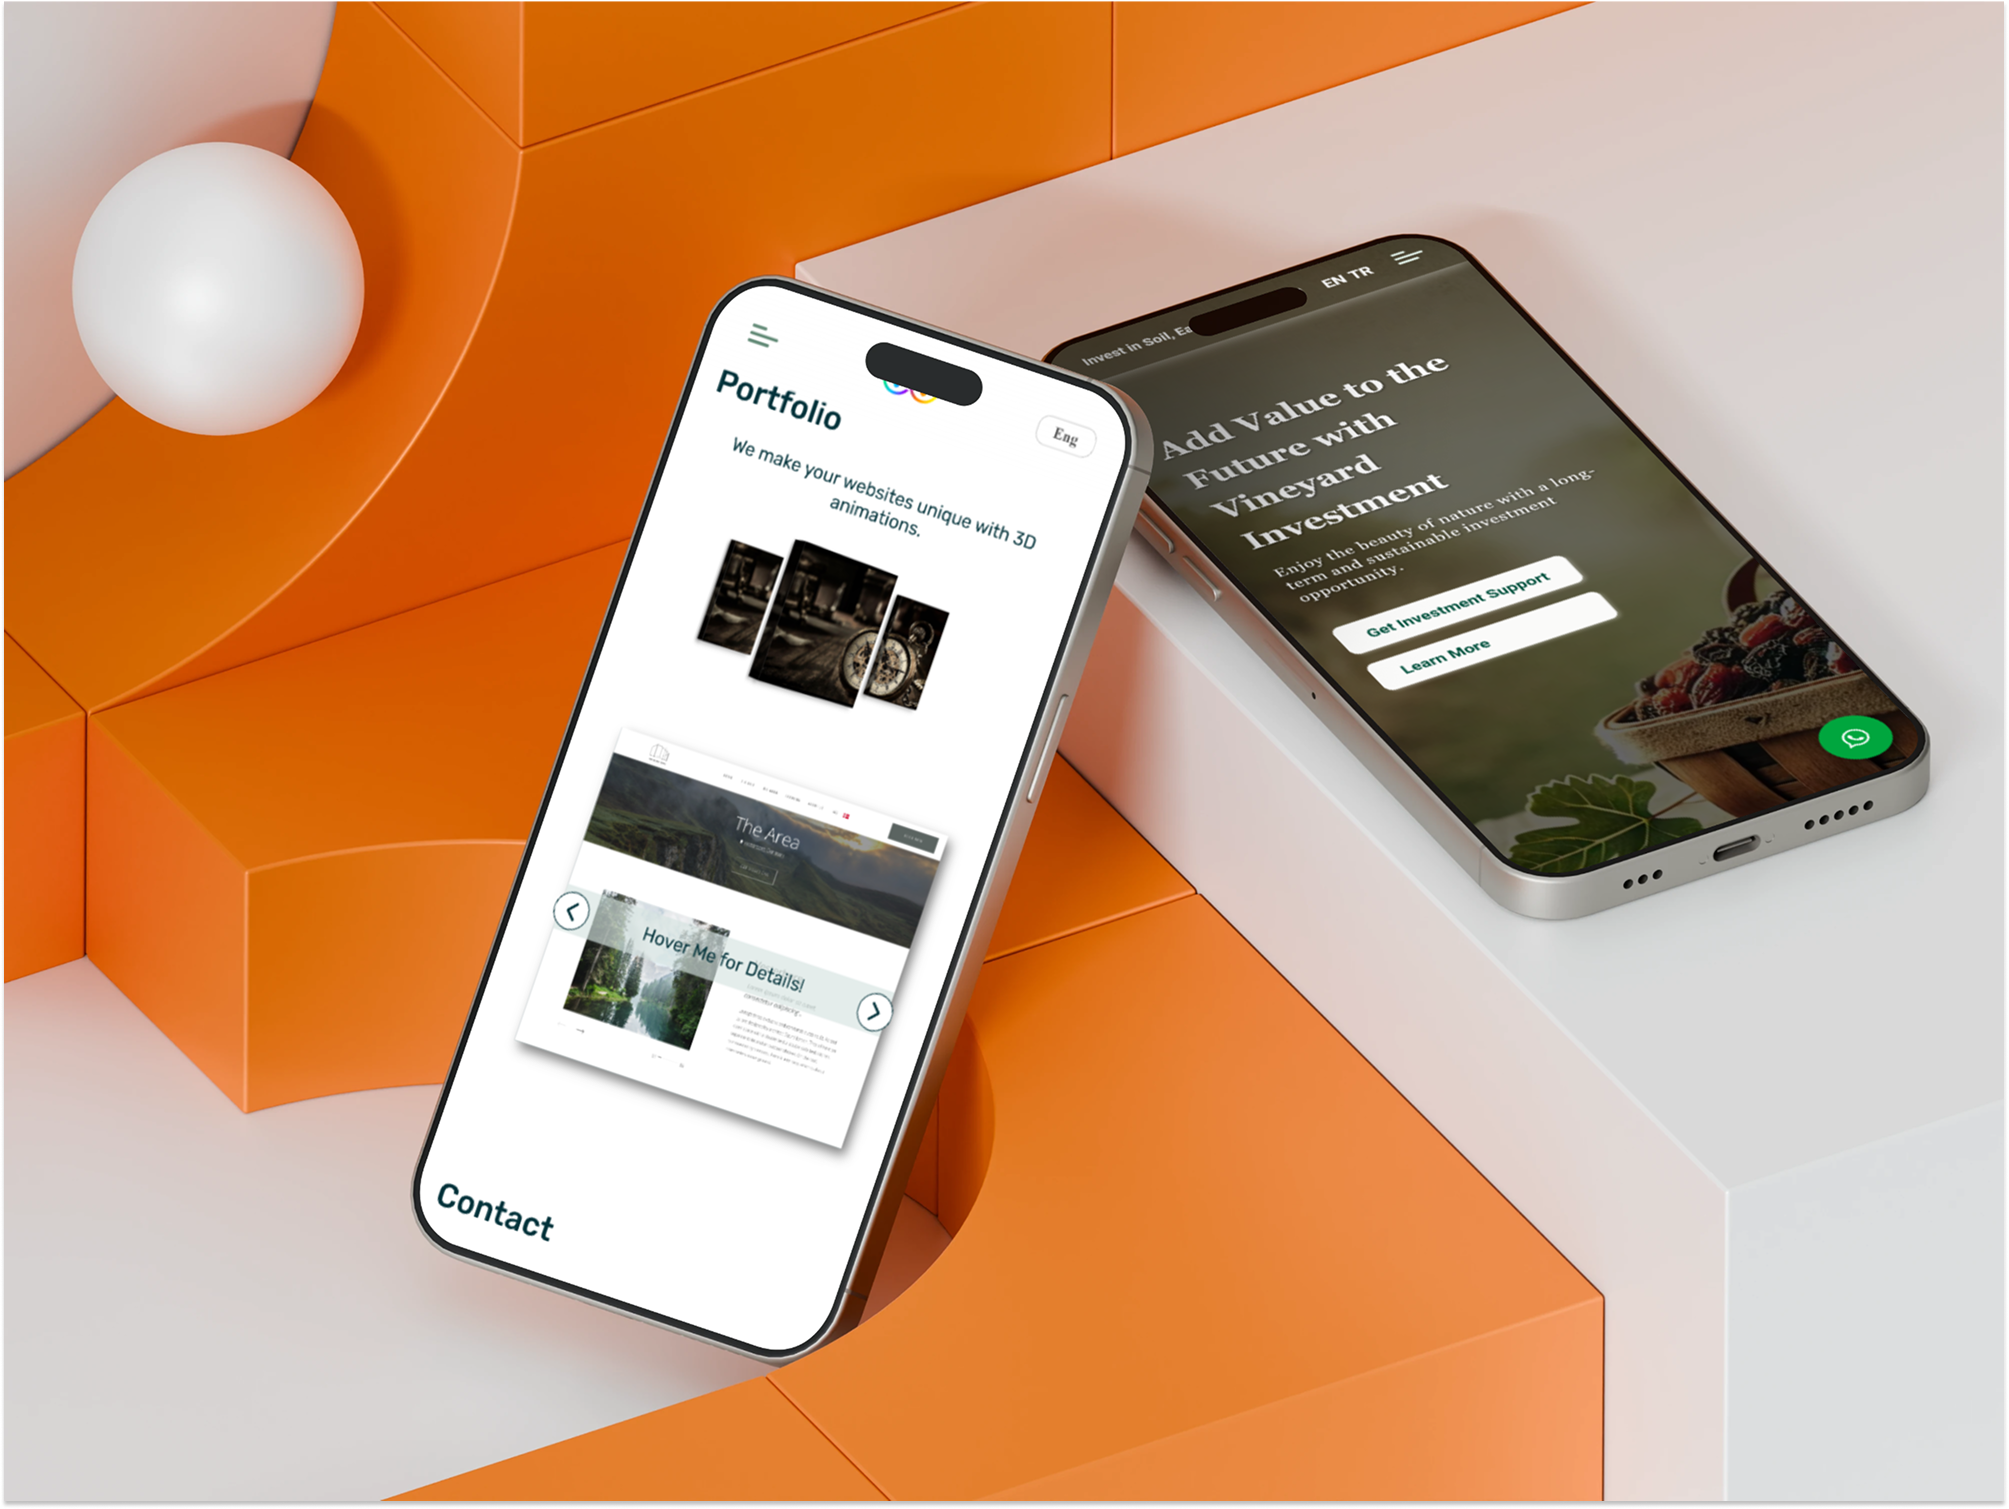 Portfolio
Eng
We make your websites unique with 3D
animations.
The Area
Hover Me for Details!
Contact
Invest in Soil,
EN TR
Add Value to the
Future with
Vineyard
Investment
Enjoy the beauty of nature with a long-
term and sustainable investment
opportunity.
Get Investment Support
Learn More